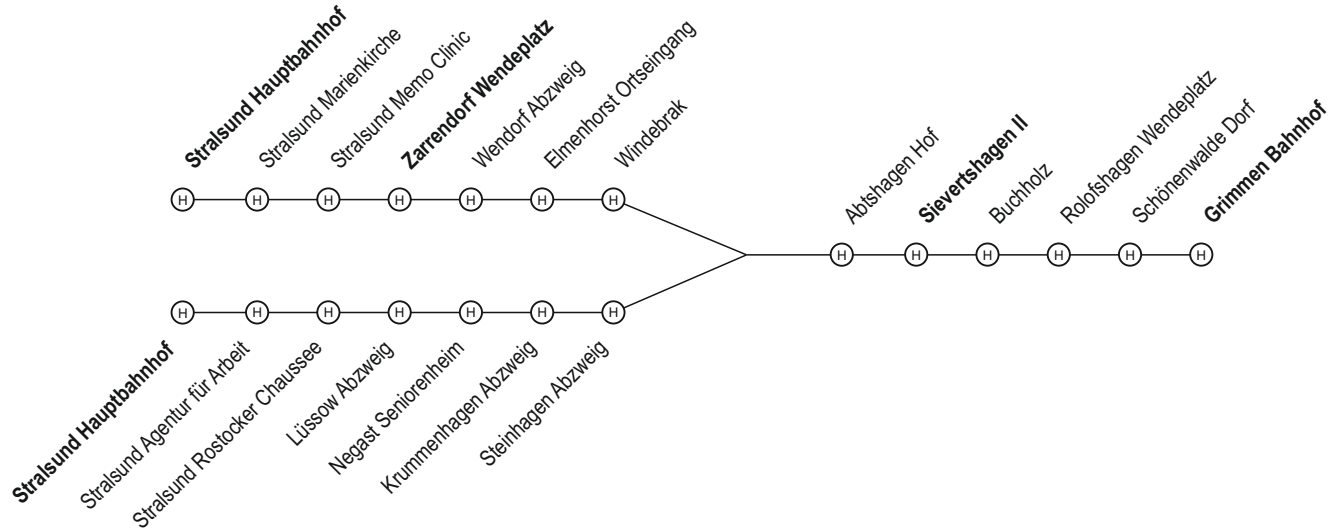 Stralsund Hauptbahnhof
Stralsund Marienkirche
Stralsund Memo Clinic
Zarrendorf Wendeplatz
Wendorf Abzweig
Elmenhorst Ortseingang
Windebrak
H H H H H H H
Abtshagen Hof
Sievertshagen II
Buchholz
Rolofshagen Wendeplatz
Schönenwalde Dorf
Grimmen Bahnhof
H H H H H H
H H H H H H H
Stralsund Hauptbahnhof
Stralsund Agentur für Arbeit
Stralsund Rostocker Chaussee
Lüssow Abzweig
Negast Seniorenheim
Krummenhagen Abzweig
Steinhagen Abzweig